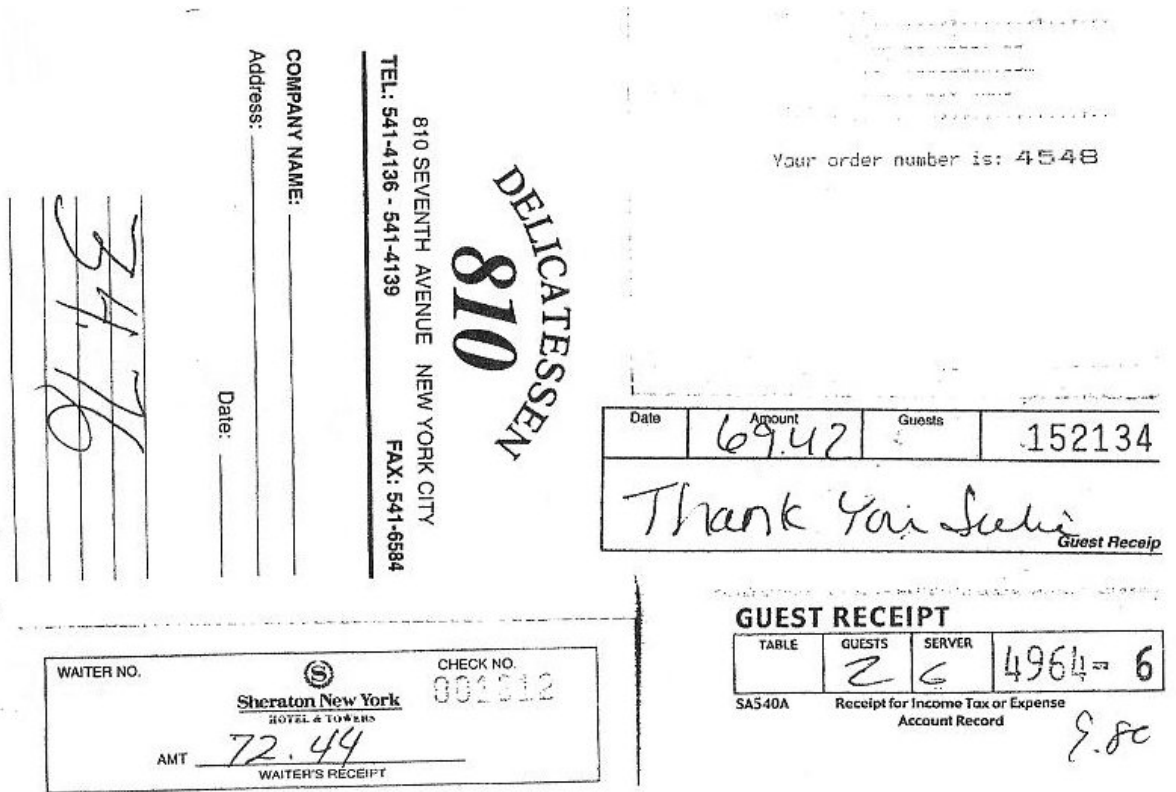 DELICATESSEN
810
810 SEVENTH AVENUE NEW YORK CITY
TEL.: 541-4136 - 541-4139 FAX: 541-6584
COMPANY NAME:
Address:
Date:
Your order number is: 4548
Date Amount Guests
69.42 152134
Thank You Julie
Guest Receip
WAITER NO. CHECK NO.
S
Sheraton New York
HOTEL & TOWERS
001312
AMT 72.44
WAITER'S RECEIPT
GUEST RECEIPT
TABLE GUESTS SERVER
2 6 4964- 6
SA540A Receipt for Income Tax or Expense
Account Record